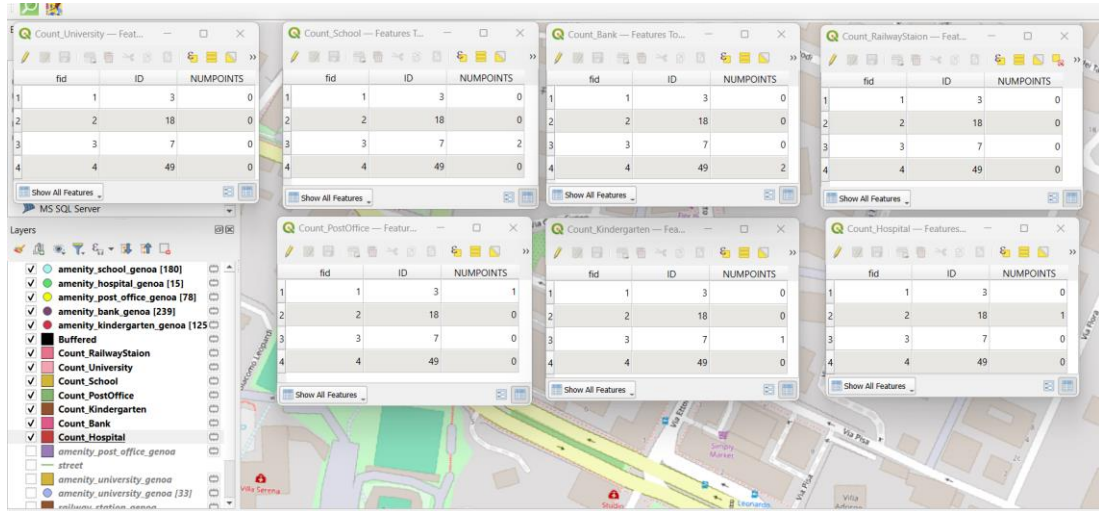 Count_University — Feat...
fid ID NUMPOINTS
1 1 3 0
2 2 18 0
3 3 7 0
4 4 49 0
Show All Features
Count_School — Features T...
fid ID NUMPOINTS
1 1 3 0
2 2 18 0
3 3 7 2
4 4 49 0
Show All Features
Count_Bank — Features To...
fid ID NUMPOINTS
1 1 3 0
2 2 18 0
3 3 7 0
4 4 49 2
Show All Features
Count_RailwayStaion — Feat...
fid ID NUMPOINTS
1 1 3 0
2 2 18 0
3 3 7 0
4 4 49 0
Show All Features
MS SQL Server
Layers
amenity_school_genoa [180]
amenity_hospital_genoa [15]
amenity_post_office_genoa [78]
amenity_bank_genoa [239]
amenity_kindergarten_genoa [125
Buffered
Count_RailwayStaion
Count_University
Count_School
Count_PostOffice
Count_Kindergarten
Count_Bank
Count_Hospital
amenity_post_office_genoa
street
amenity_university_genoa
amenity_university_genoa [33]
railway_station_genoa
Count_PostOffice — Featur...
fid ID NUMPOINTS
1 1 3 1
2 2 18 0
3 3 7 0
4 4 49 0
Show All Features
Count_Kindergarten — Fea...
fid ID NUMPOINTS
1 1 3 0
2 2 18 0
3 3 7 1
4 4 49 0
Show All Features
Count_Hospital — Features...
fid ID NUMPOINTS
1 1 3 0
2 2 18 1
3 3 7 0
4 4 49 0
Show All Features
Giacomo Leopardi
Via Flora
Via Pisa
Simply
Market
Villa Serena
Studio
Leonardo
Via Pisa
Villa